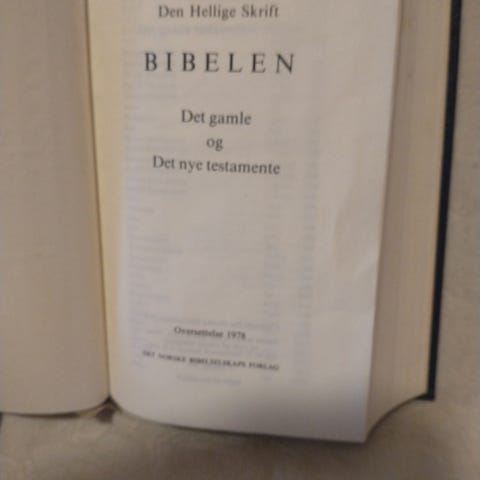 Den Hellige Skrift
BIBELEN
Det gamle
og
Det nye testamente
Oversettelse 1978
DET NORSKE BIBELSELSKAPS FORLAG